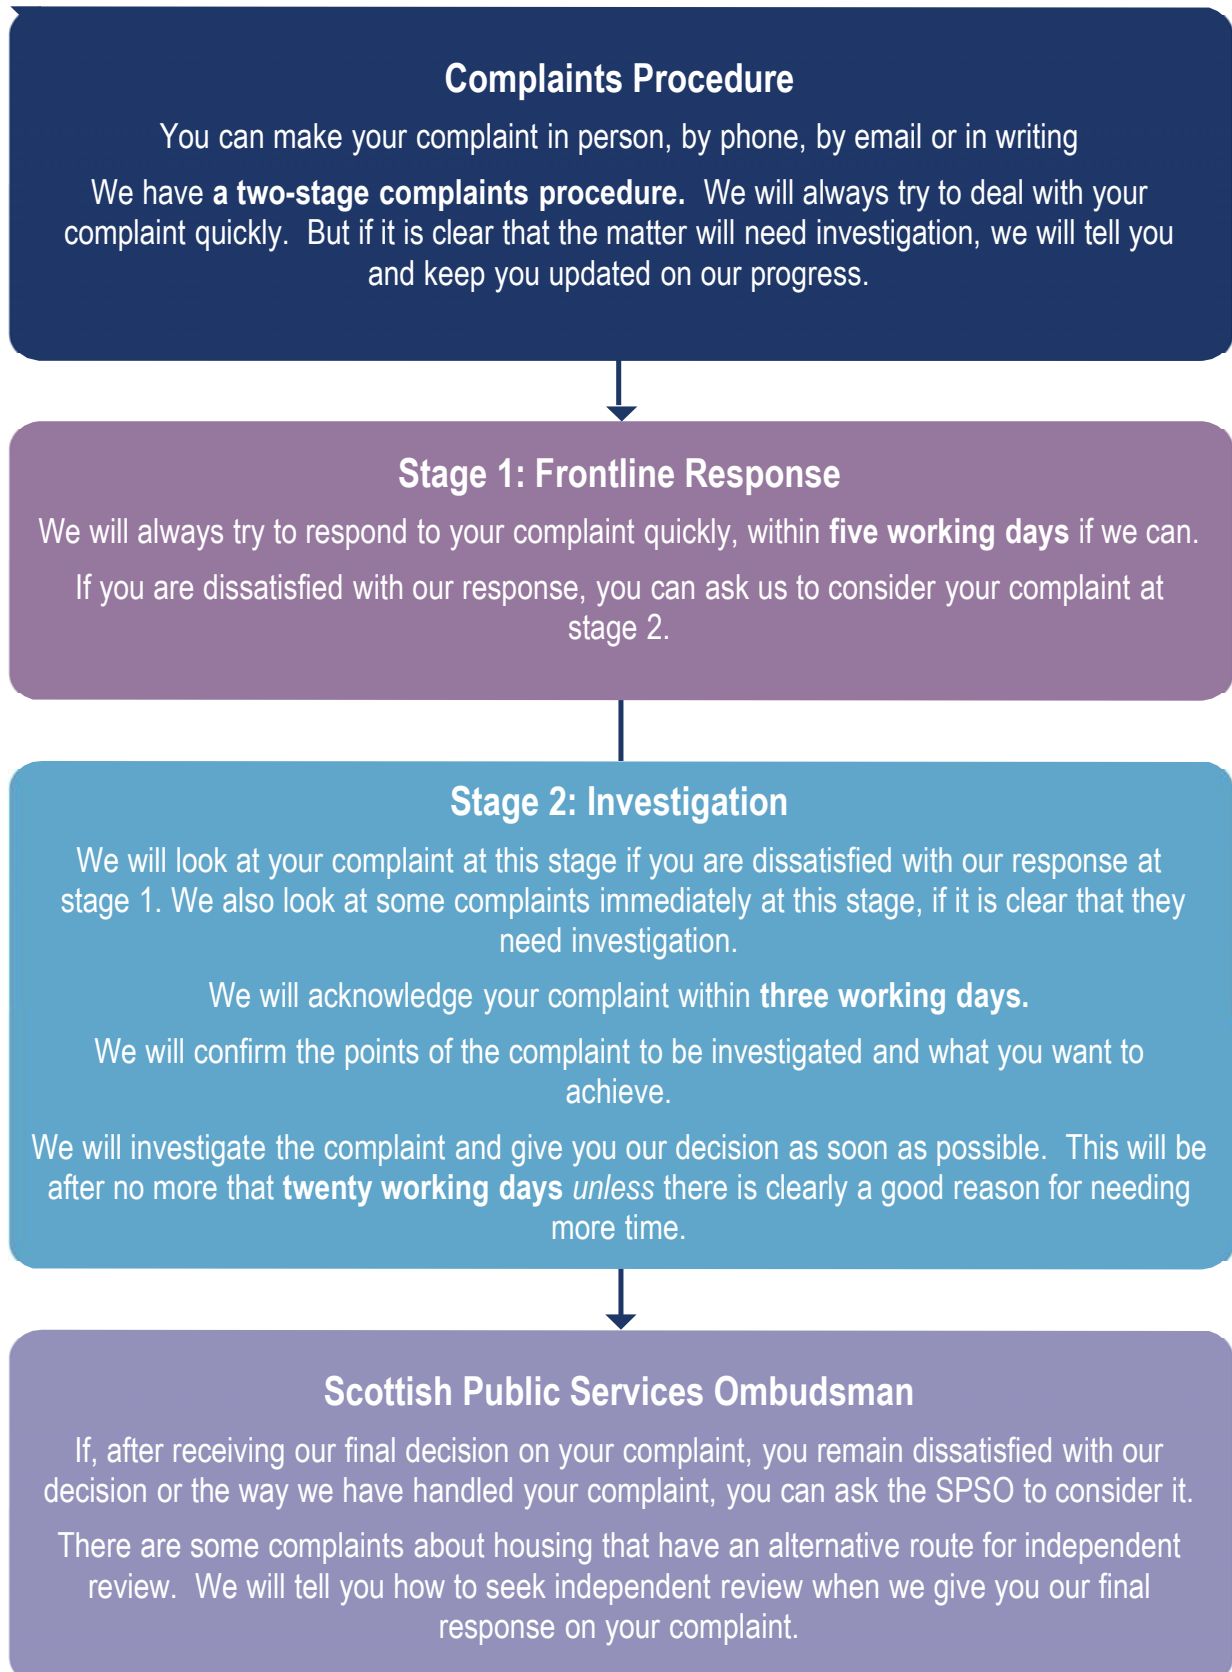 Complaints Procedure
You can make your complaint in person, by phone, by email or in writing
We have a two-stage complaints procedure.  We will always try to deal with your
complaint quickly.  But if it is clear that the matter will need investigation, we will tell you
and keep you updated on our progress.
Stage 1: Frontline Response
We will always try to respond to your complaint quickly, within five working days if we can.
If you are dissatisfied with our response, you can ask us to consider your complaint at
stage 2.
Stage 2: Investigation
We will look at your complaint at this stage if you are dissatisfied with our response at
stage 1. We also look at some complaints immediately at this stage, if it is clear that they
need investigation.
We will acknowledge your complaint within three working days.
We will confirm the points of the complaint to be investigated and what you want to
achieve.
We will investigate the complaint and give you our decision as soon as possible.  This will be
after no more that twenty working days unless there is clearly a good reason for needing
more time.
Scottish Public Services Ombudsman
If, after receiving our final decision on your complaint, you remain dissatisfied with our
decision or the way we have handled your complaint, you can ask the SPSO to consider it.
There are some complaints about housing that have an alternative route for independent
review.  We will tell you how to seek independent review when we give you our final
response on your complaint.